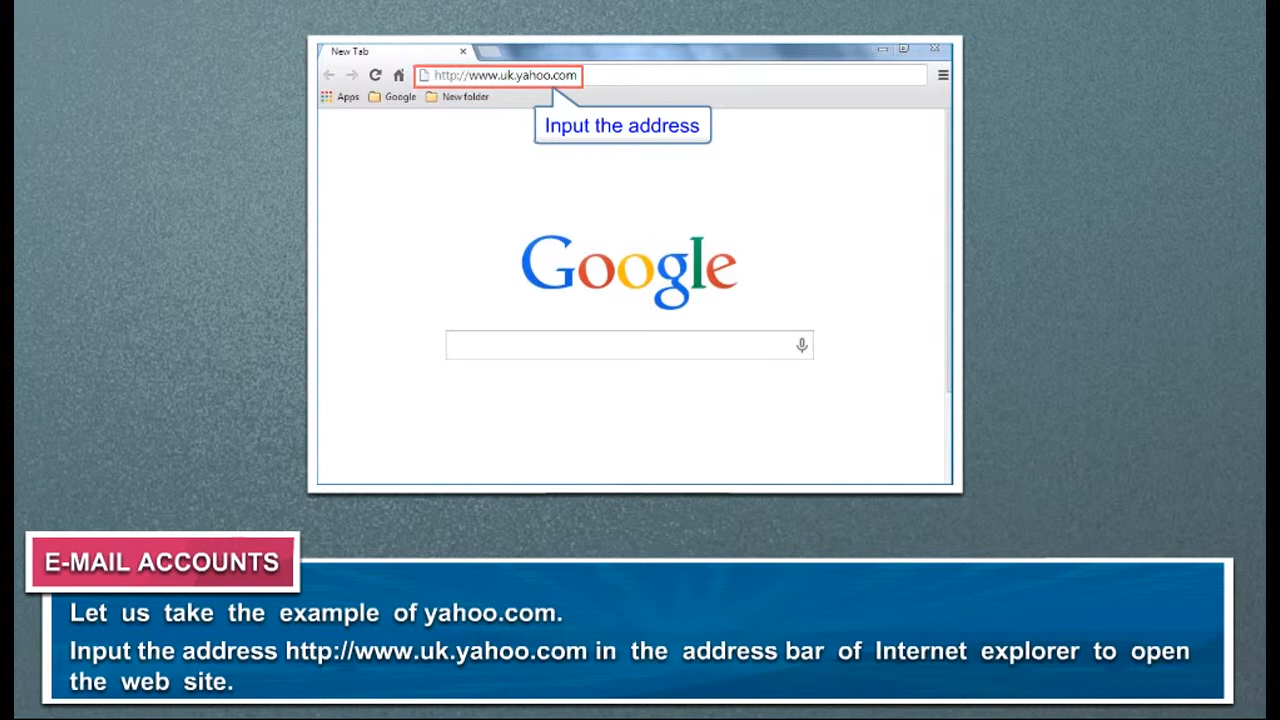 New Tab
http://www.uk.yahoo.com
Apps Google New folder
Input the address
Google
E-MAIL ACCOUNTS
Let us take the example of yahoo.com.
Input the address http://www.uk.yahoo.com in the address bar of Internet explorer to open
the web site.